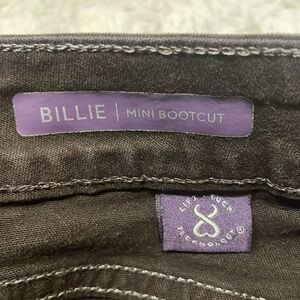 BILLIE | MINI BOOTCUT
LIFT TUCK
TECHNOLOGY®